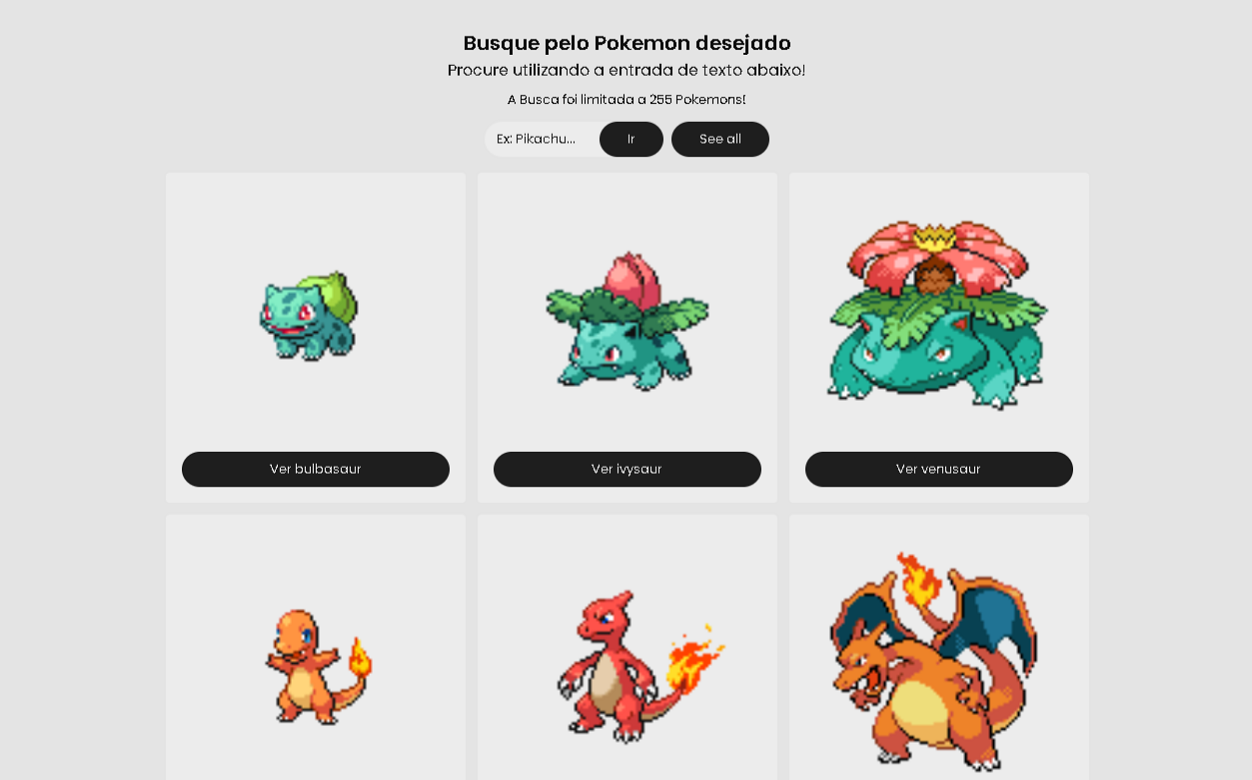 Busque pelo Pokemon desejado
Procure utilizando a entrada de texto abaixo!
A Busca foi limitada a 255 Pokemons!
Ex: Pikachu... Ir See all
Ver bulbasaur Ver ivysaur Ver venusaur